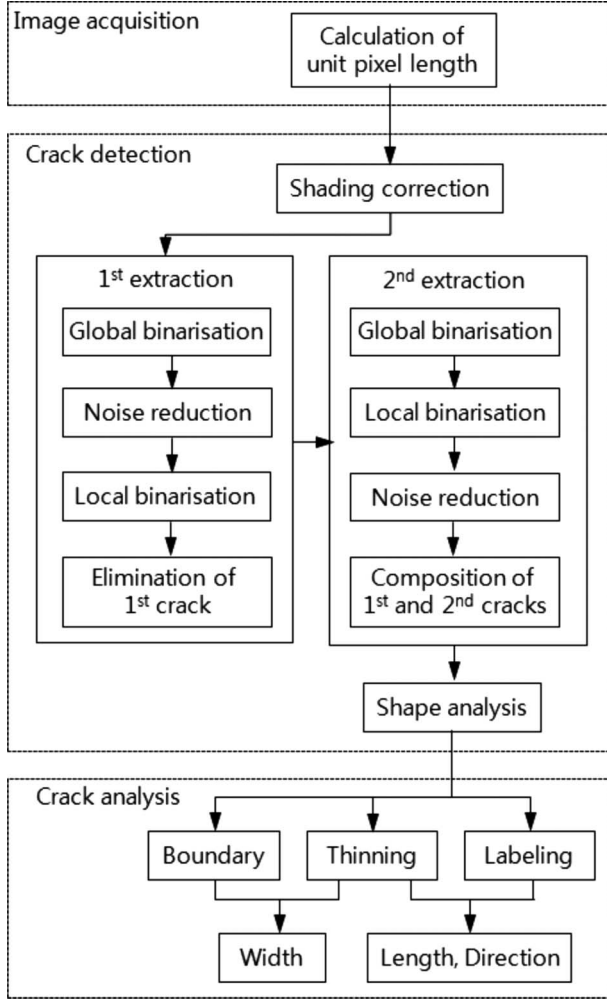 Image acquisition
Calculation of
unit pixel length
Crack detection
Shading correction
1st extraction
Global binarisation
Noise reduction
Local binarisation
Elimination of
1st crack
2nd extraction
Global binarisation
Local binarisation
Noise reduction
Composition of
1st and 2nd cracks
Shape analysis
Crack analysis
Boundary
Thinning
Labeling
Width
Length, Direction